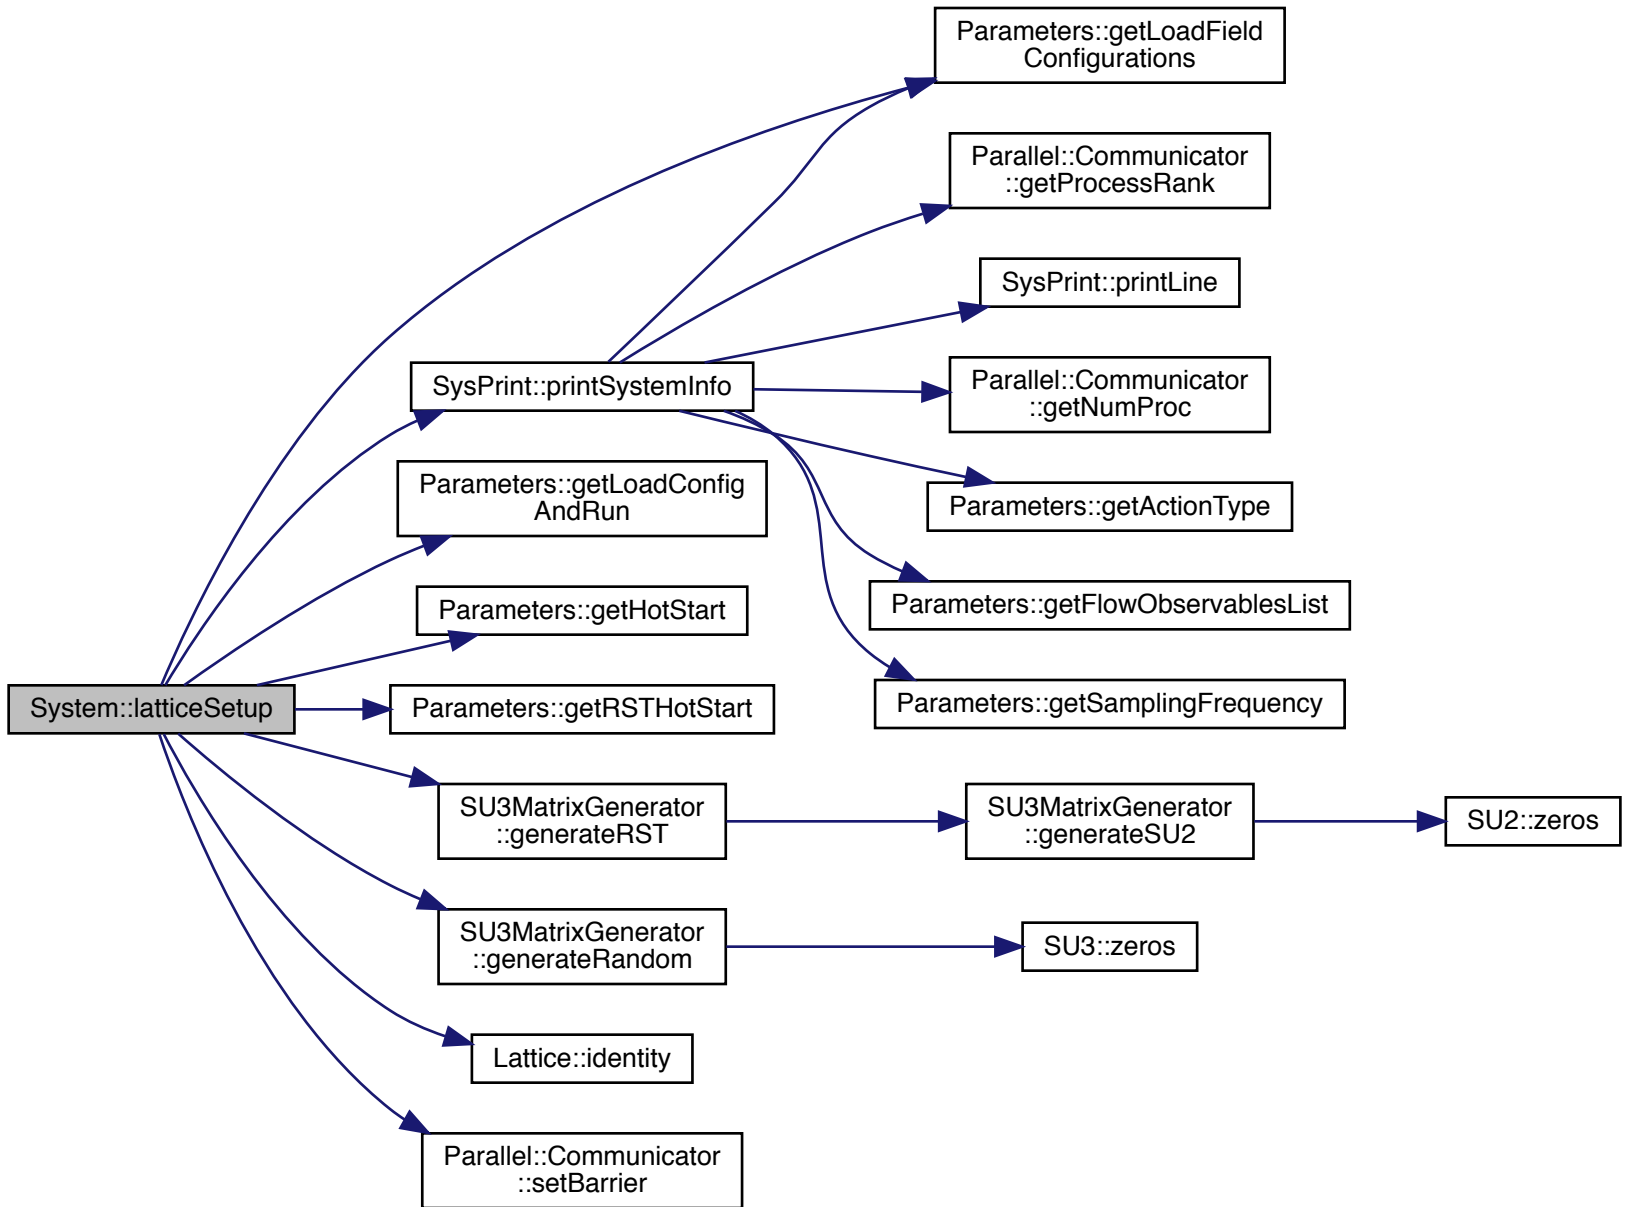 Parameters::getLoadField
Configurations
Parallel::Communicator
::getProcessRank
SysPrint::printLine
SysPrint::printSystemInfo
Parallel::Communicator
::getNumProc
Parameters::getLoadConfig
AndRun
Parameters::getActionType
Parameters::getHotStart
Parameters::getFlowObservablesList
System::latticeSetup
Parameters::getRSTHotStart
Parameters::getSamplingFrequency
SU3MatrixGenerator
::generateRST
SU3MatrixGenerator
::generateSU2
SU2::zeros
SU3MatrixGenerator
::generateRandom
SU3::zeros
Lattice::identity
Parallel::Communicator
::setBarrier